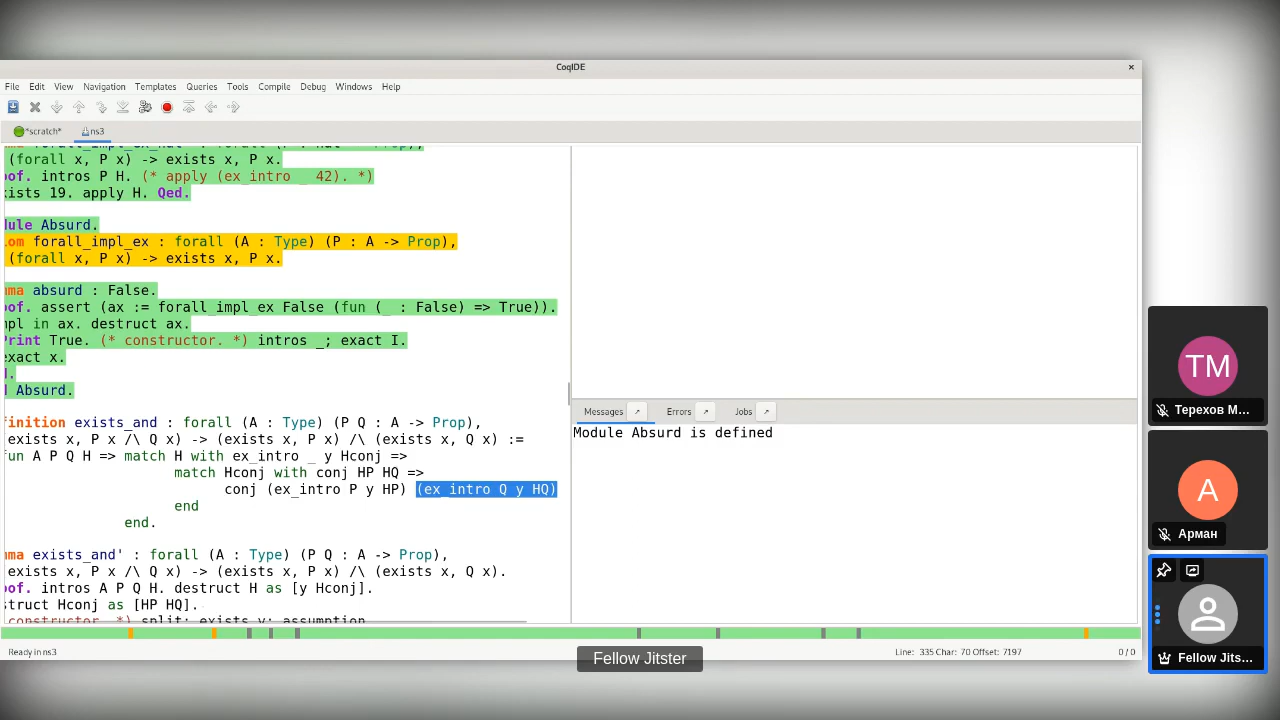 CoqIDE
File Edit View Navigation Templates Queries Tools Compile Debug Windows Help
*scratch* ns3
(forall x, P x) -> exists x, P x.
oof. intros P H. (* apply (ex_intro _ 42). *)
xists 19. apply H. Qed.
dule Absurd.
iom forall_impl_ex : forall (A : Type) (P : A -> Prop),
(forall x, P x) -> exists x, P x.
mma absurd : False.
oof. assert (ax := forall_impl_ex False (fun (_ : False) => True)).
mpl in ax. destruct ax.
Print True. (* constructor. *) intros _; exact I.
exact x.
d.
d Absurd.
finition exists_and : forall (A : Type) (P Q : A -> Prop),
exists x, P x /\ Q x) -> (exists x, P x) /\ (exists x, Q x) :=
fun A P Q H => match H with ex_intro _ y Hconj =>
match Hconj with conj HP HQ =>
conj (ex_intro P y HP) (ex_intro Q y HQ)
end
end.
mma exists_and' : forall (A : Type) (P Q : A -> Prop),
exists x, P x /\ Q x) -> (exists x, P x) /\ (exists x, Q x).
oof. intros A P Q H. destruct H as [y Hconj].
struct Hconj as [HP HQ].
constructor. *) split; exists y; assumption
Messages Errors Jobs
Module Absurd is defined
Ready in ns3
Line: 335 Char: 70 Offset: 7197
0 / 0
Fellow Jitster
TM
Терехов М...
A
Арман
Fellow Jits...